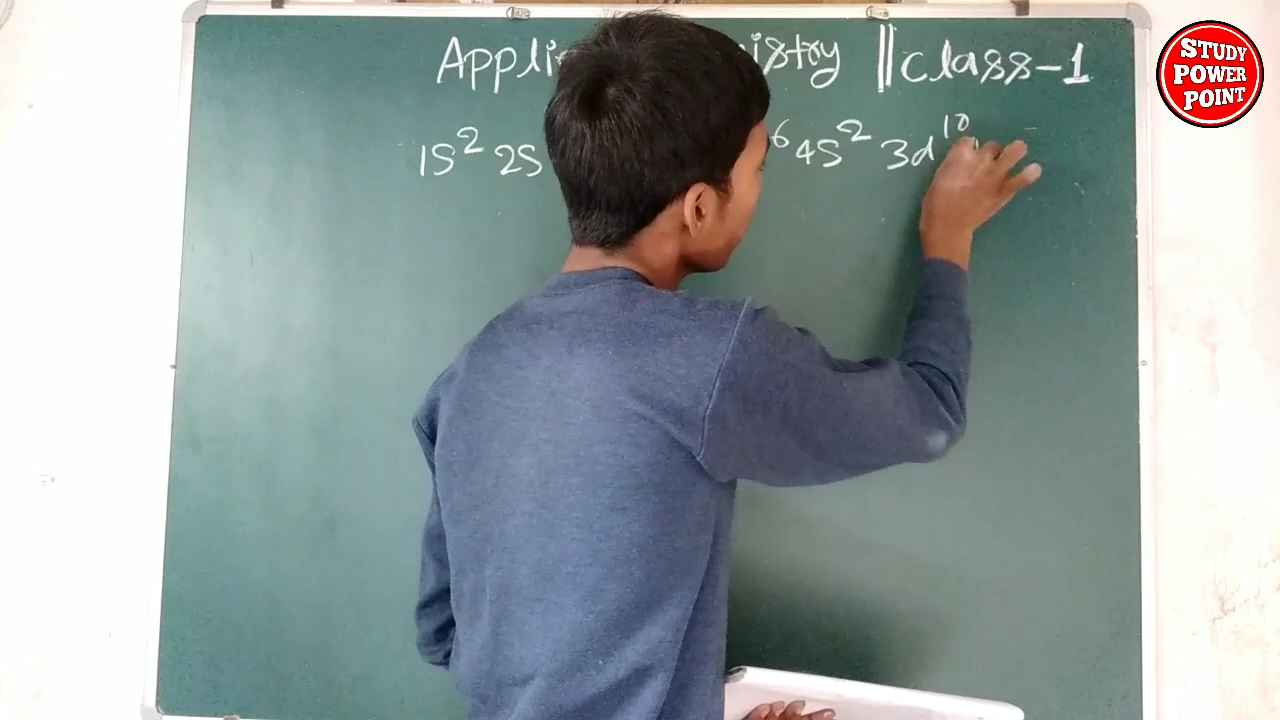 Appli istry || class-1
1S² 2S ⁶ 4S² 3d¹⁰
STUDY
POWER
POINT